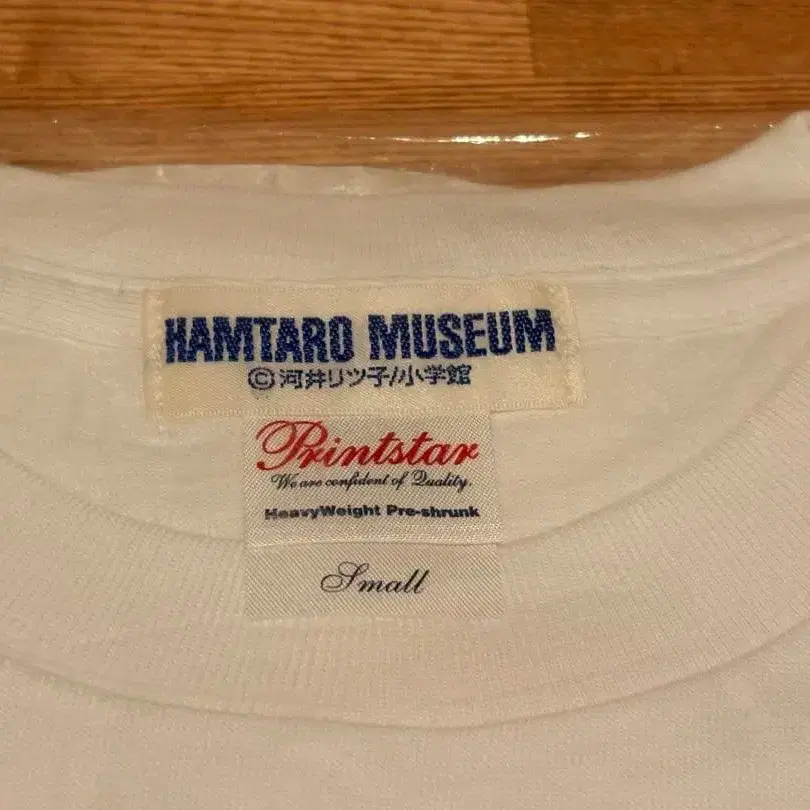 HAMTARO MUSEUM
©河井リツ子/小学館
Printstar
We are confident of Quality.
HeavyWeight Pre-shrunk
Small